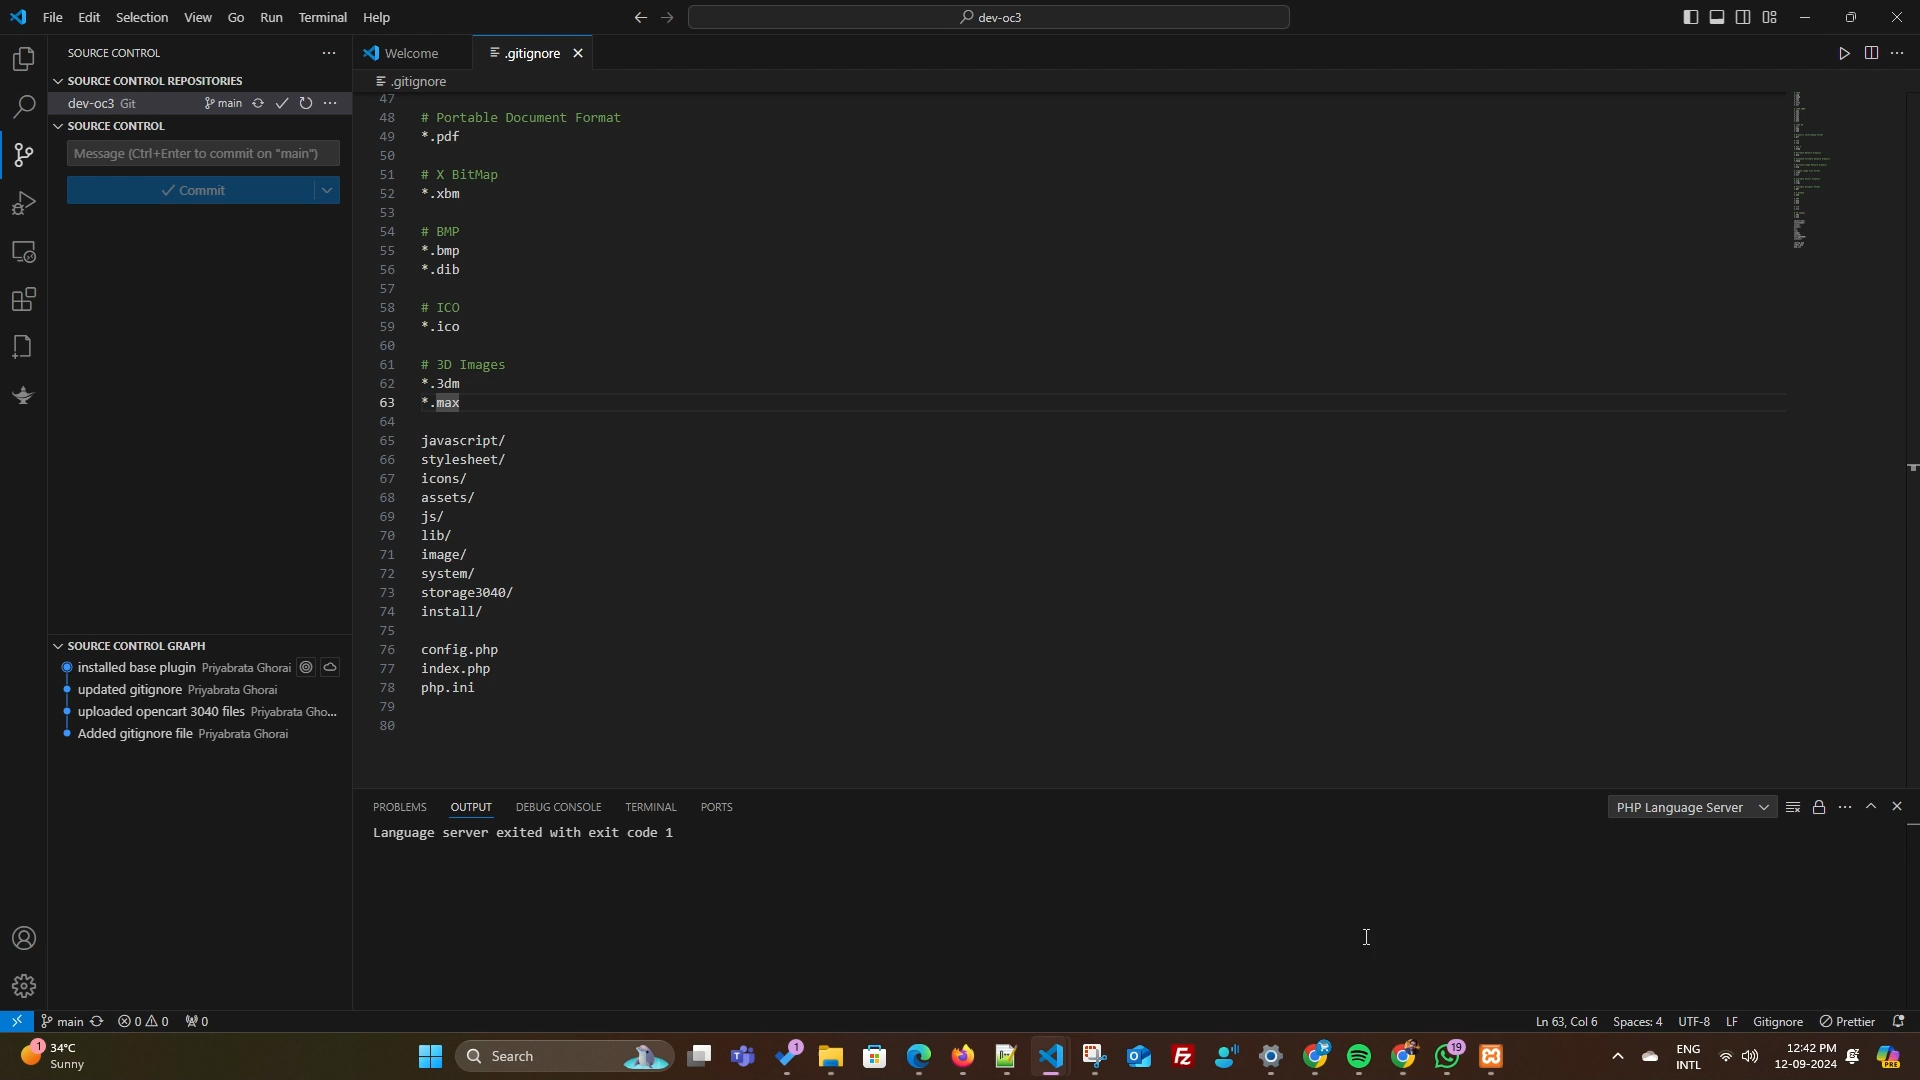 File Edit Selection View Go Run Terminal Help
dev-oc3
SOURCE CONTROL
SOURCE CONTROL REPOSITORIES
dev-oc3 Git main
SOURCE CONTROL
Message (Ctrl+Enter to commit on "main")
Commit
SOURCE CONTROL GRAPH
installed base plugin Priyabrata Ghorai
updated gitignore Priyabrata Ghorai
uploaded opencart 3040 files Priyabrata Gho...
Added gitignore file Priyabrata Ghorai
Welcome .gitignore
.gitignore
47
48 # Portable Document Format
49 *.pdf
50
51 # X BitMap
52 *.xbm
53
54 # BMP
55 *.bmp
56 *.dib
57
58 # ICO
59 *.ico
60
61 # 3D Images
62 *.3dm
63 *.max
64
65 javascript/
66 stylesheet/
67 icons/
68 assets/
69 js/
70 lib/
71 image/
72 system/
73 storage3040/
74 install/
75
76 config.php
77 index.php
78 php.ini
79
80
PROBLEMS OUTPUT DEBUG CONSOLE TERMINAL PORTS
PHP Language Server
Language server exited with exit code 1
main 0 0 0
Ln 63, Col 6 Spaces: 4 UTF-8 LF Gitignore Prettier
1
34°C
Sunny
Search
1
19
ENG
INTL
12:42 PM
12-09-2024
PRE